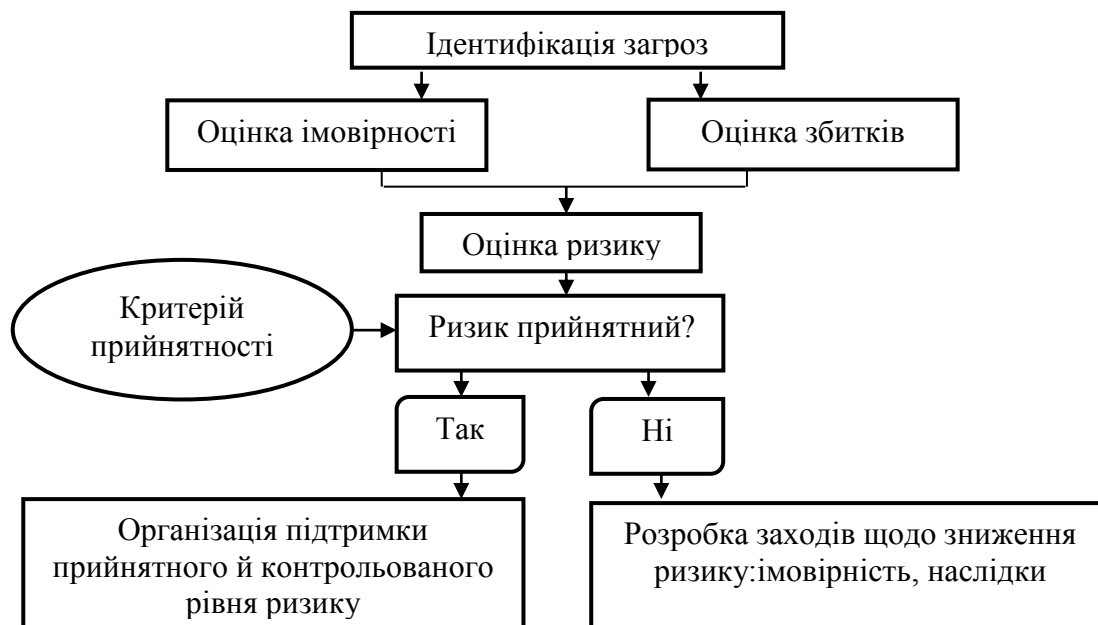 Ідентифікація загроз
Оцінка імовірності
Оцінка збитків
Оцінка ризику
Критерій
прийнятності
Ризик прийнятний?
Так
Ні
Організація підтримки
прийнятного й контрольованого
рівня ризику
Розробка заходів щодо зниження
ризику:імовірність, наслідки